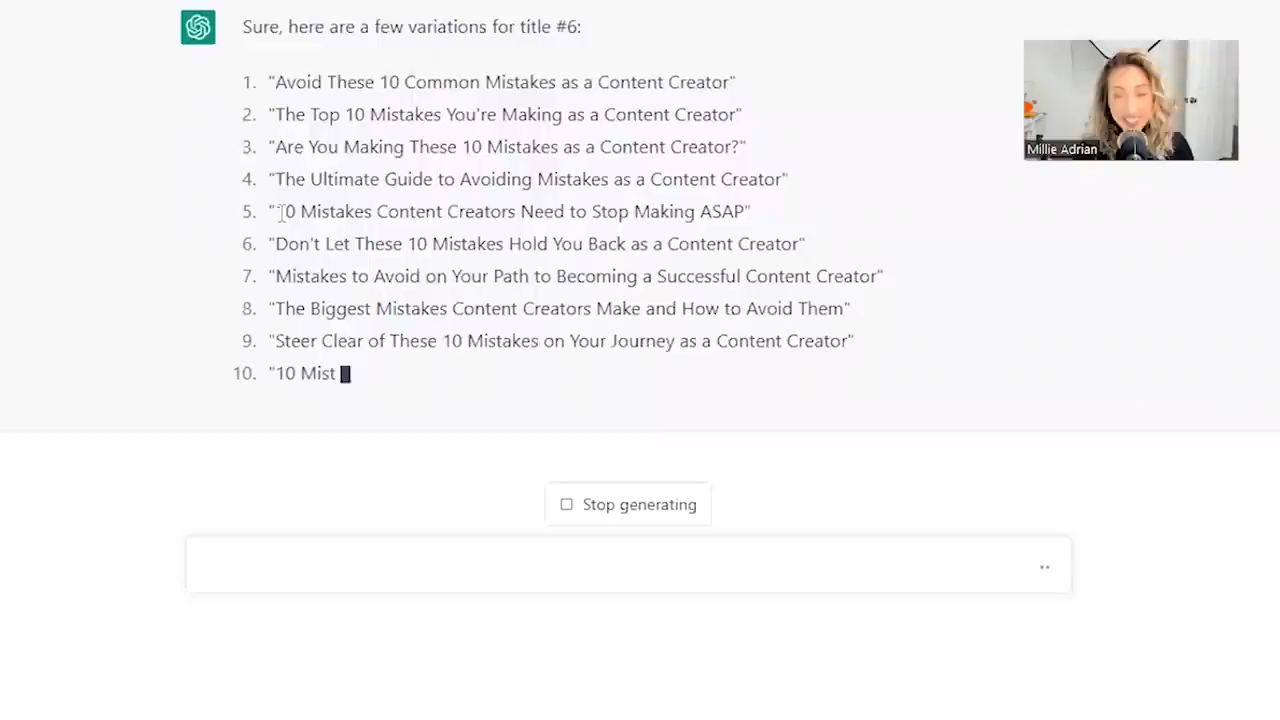 Sure, here are a few variations for title #6:
1. "Avoid These 10 Common Mistakes as a Content Creator"
2. "The Top 10 Mistakes You're Making as a Content Creator"
3. "Are You Making These 10 Mistakes as a Content Creator?"
4. "The Ultimate Guide to Avoiding Mistakes as a Content Creator"
5. "10 Mistakes Content Creators Need to Stop Making ASAP"
6. "Don't Let These 10 Mistakes Hold You Back as a Content Creator"
7. "Mistakes to Avoid on Your Path to Becoming a Successful Content Creator"
8. "The Biggest Mistakes Content Creators Make and How to Avoid Them"
9. "Steer Clear of These 10 Mistakes on Your Journey as a Content Creator"
10. "10 Mist
Millie Adrian
Stop generating